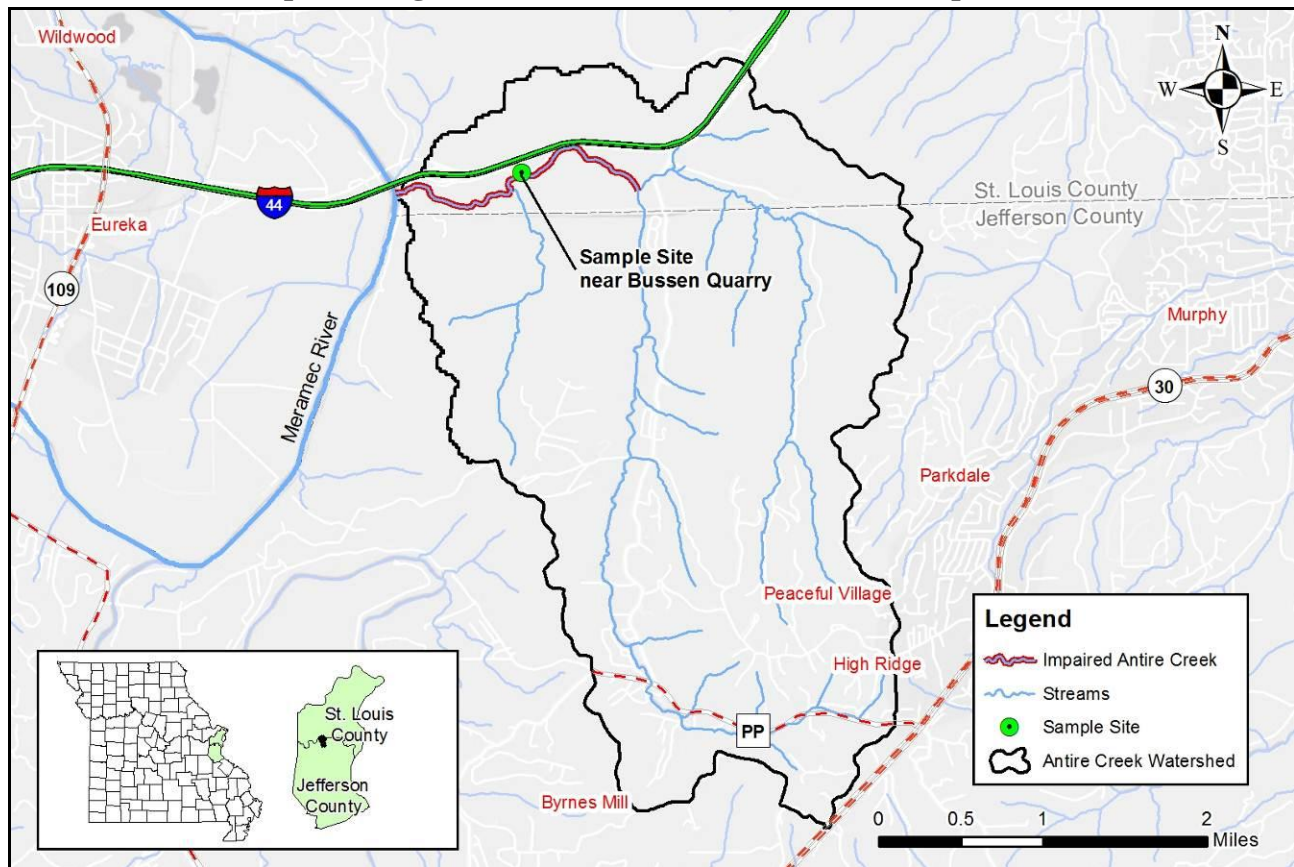 Wildwood
N
W
E
S
44
Eureka
St. Louis County
Jefferson County
Sample Site
near Bussen Quarry
109
Murphy
30
Meramec River
Parkdale
Peaceful Village
High Ridge
PP
Byrnes Mill
Legend
Impaired Antire Creek
Streams
Sample Site
Antire Creek Watershed
St. Louis
County
Jefferson
County
0 0.5 1 2
Miles